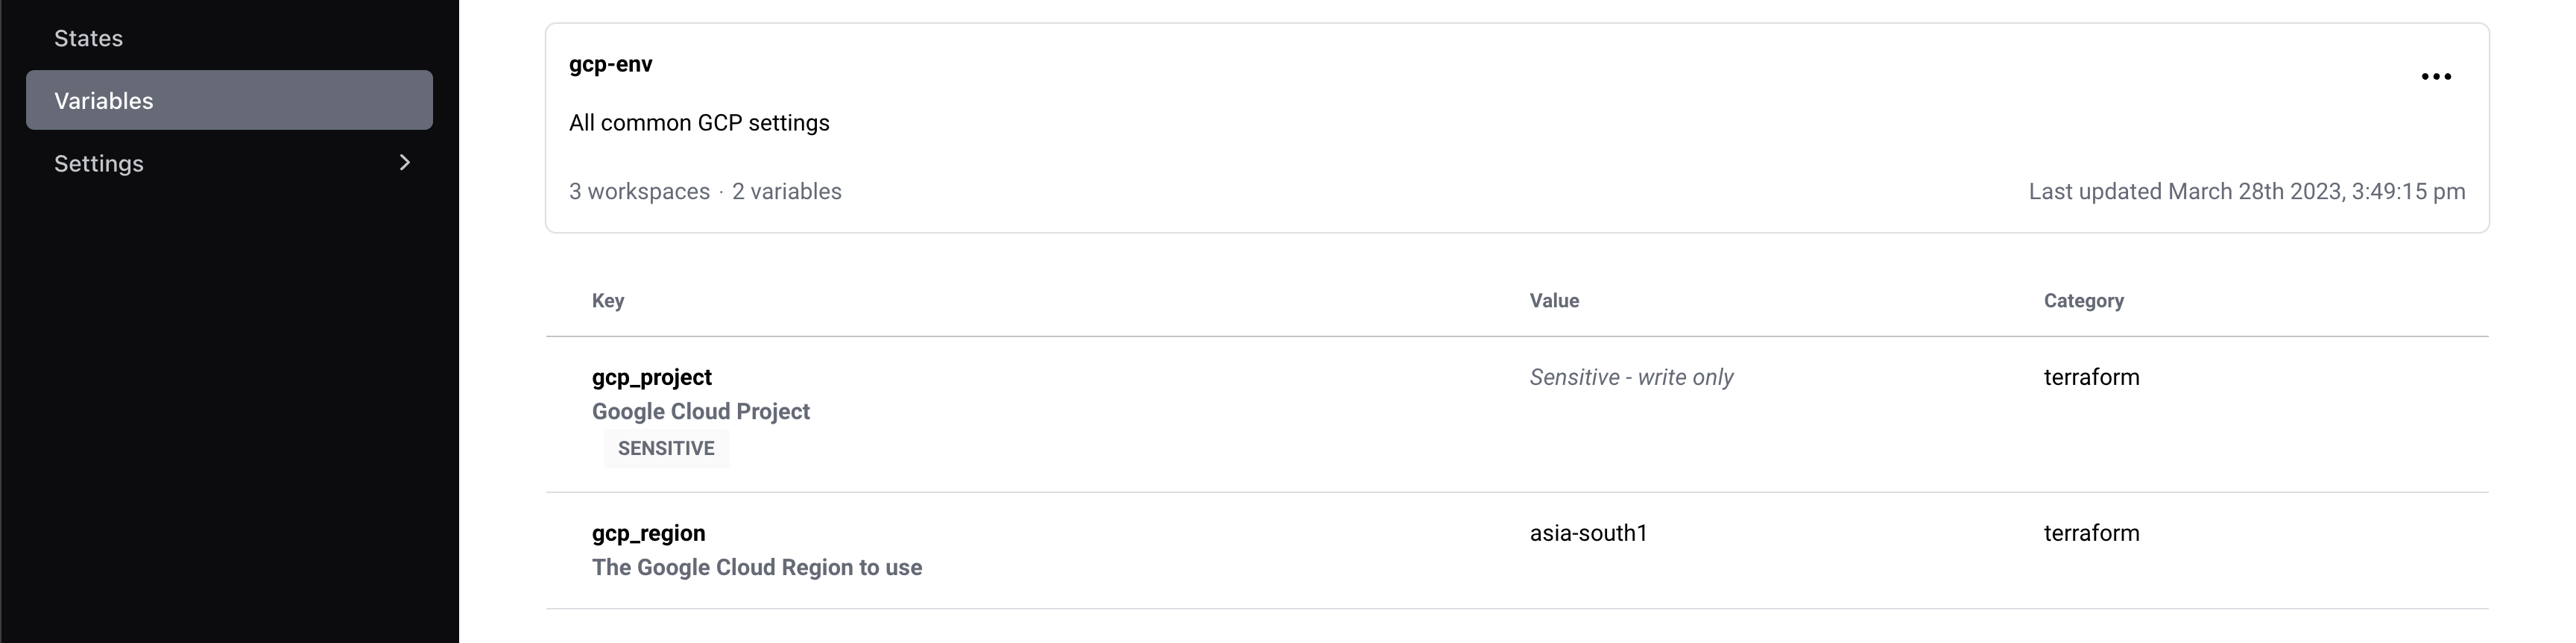 States
Variables
Settings
gcp-env
All common GCP settings
3 workspaces · 2 variables
Last updated March 28th 2023, 3:49:15 pm
Key Value Category
gcp_project Sensitive - write only terraform
Google Cloud Project
SENSITIVE
gcp_region asia-south1 terraform
The Google Cloud Region to use